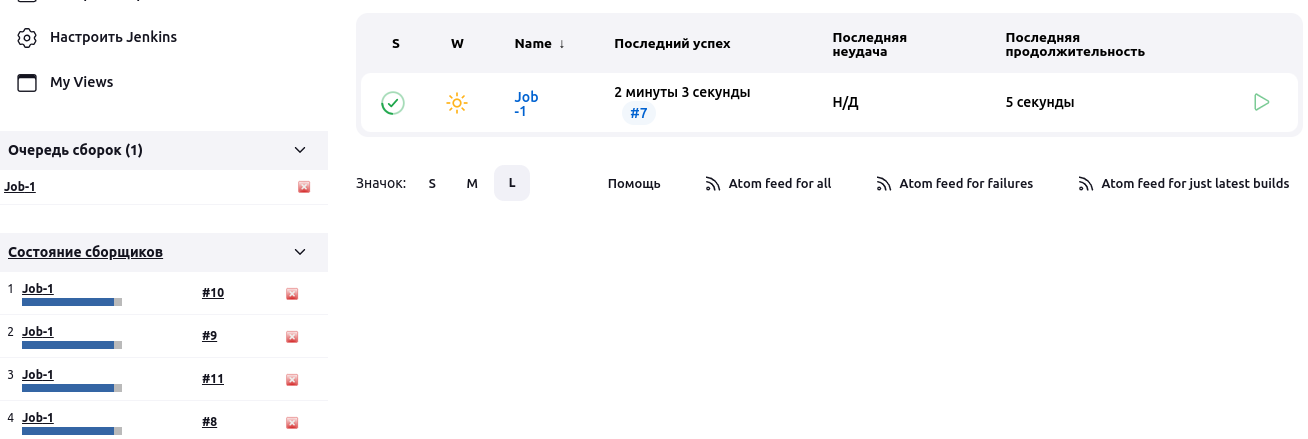 Настроить Jenkins
My Views
Очередь сборок (1)
Job-1
Состояние сборщиков
1 Job-1 #10
2 Job-1 #9
3 Job-1 #11
4 Job-1 #8
S W Name ↓ Последний успех Последняя неудача Последняя продолжительность
Job
-1
2 минуты 3 секунды
#7
Н/Д
5 секунды
Значок: S M L Помощь Atom feed for all Atom feed for failures Atom feed for just latest builds